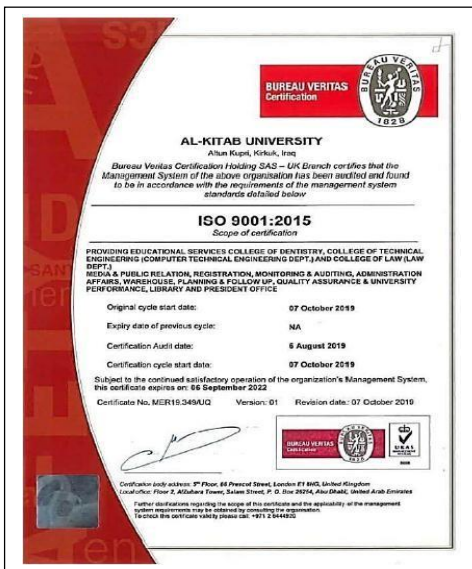 BUREAU VERITAS
Certification
BUREAU VERITAS
1828
AL-KITAB UNIVERSITY
Altun Kupri, Kirkuk, Iraq
Bureau Veritas Certification Holding SAS – UK Branch certifies that the
Management System of the above organisation has been audited and found
to be in accordance with the requirements of the management system
standards detailed below
ISO 9001:2015
Scope of certification
PROVIDING EDUCATIONAL SERVICES COLLEGE OF DENTISTRY, COLLEGE OF TECHNICAL
ENGINEERING (COMPUTER TECHNICAL ENGINEERING DEPT.) AND COLLEGE OF LAW (LAW
DEPT.)
MEDIA & PUBLIC RELATION, REGISTRATION, MONITORING & AUDITING, ADMINISTRATION
AFFAIRS, WAREHOUSE, PLANNING & FOLLOW UP, QUALITY ASSURANCE & UNIVERSITY
PERFORMANCE, LIBRARY AND PRESIDENT OFFICE
Original cycle start date: 07 October 2019
Expiry date of previous cycle: NA
Certification Audit date: 6 August 2019
Certification cycle start date: 07 October 2019
Subject to the continued satisfactory operation of the organization's Management System,
this certificate expires on: 06 September 2022
Certificate No. MER19.349/UQ Version: 01 Revision date: 07 October 2019
BUREAU VERITAS
Certification
UKAS
MANAGEMENT
SYSTEMS
0008
Certification body address: 5th Floor, 66 Prescot Street, London E1 8HG, United Kingdom
Local office: Floor 2, AlBuhara Tower, Salam Street, P. O. Box 26214, Abu Dhabi, United Arab Emirates
Further clarifications regarding the scope of this certificate and the applicability of the management
system requirements may be obtained by consulting the organisation.
To check this certificate validity please call: +971 2 6444920